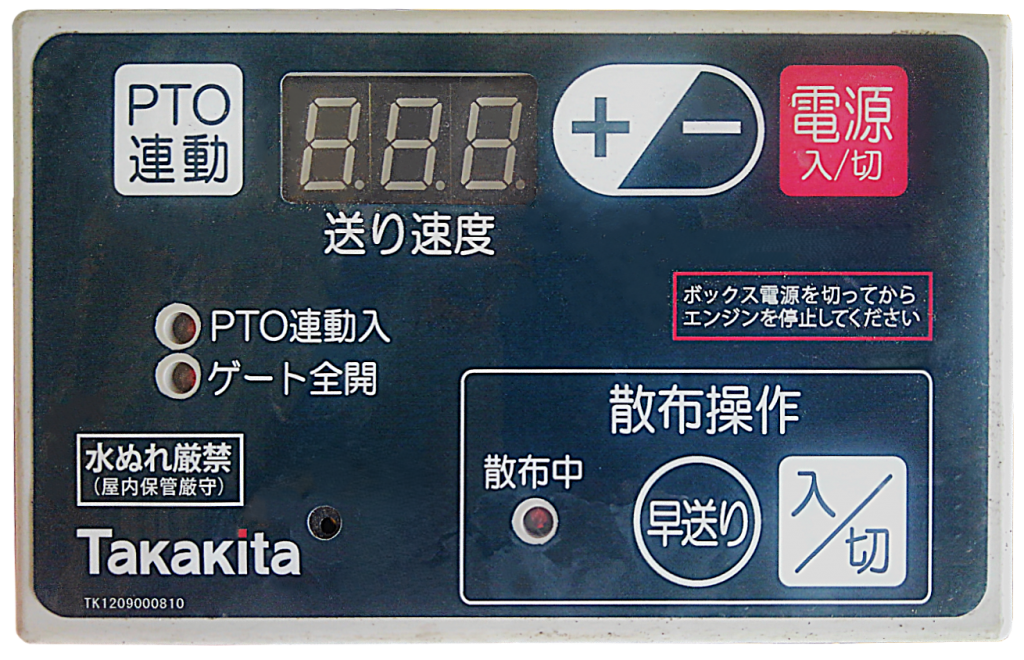 PTO
連動
+ −
電源
入/切
送り速度
ボックス電源を切ってから
エンジンを停止してください
PTO連動入
ゲート全開
散布操作
水ぬれ厳禁
(屋内保管厳守)
散布中
早送り
入/切
Takakita
TK1209000810